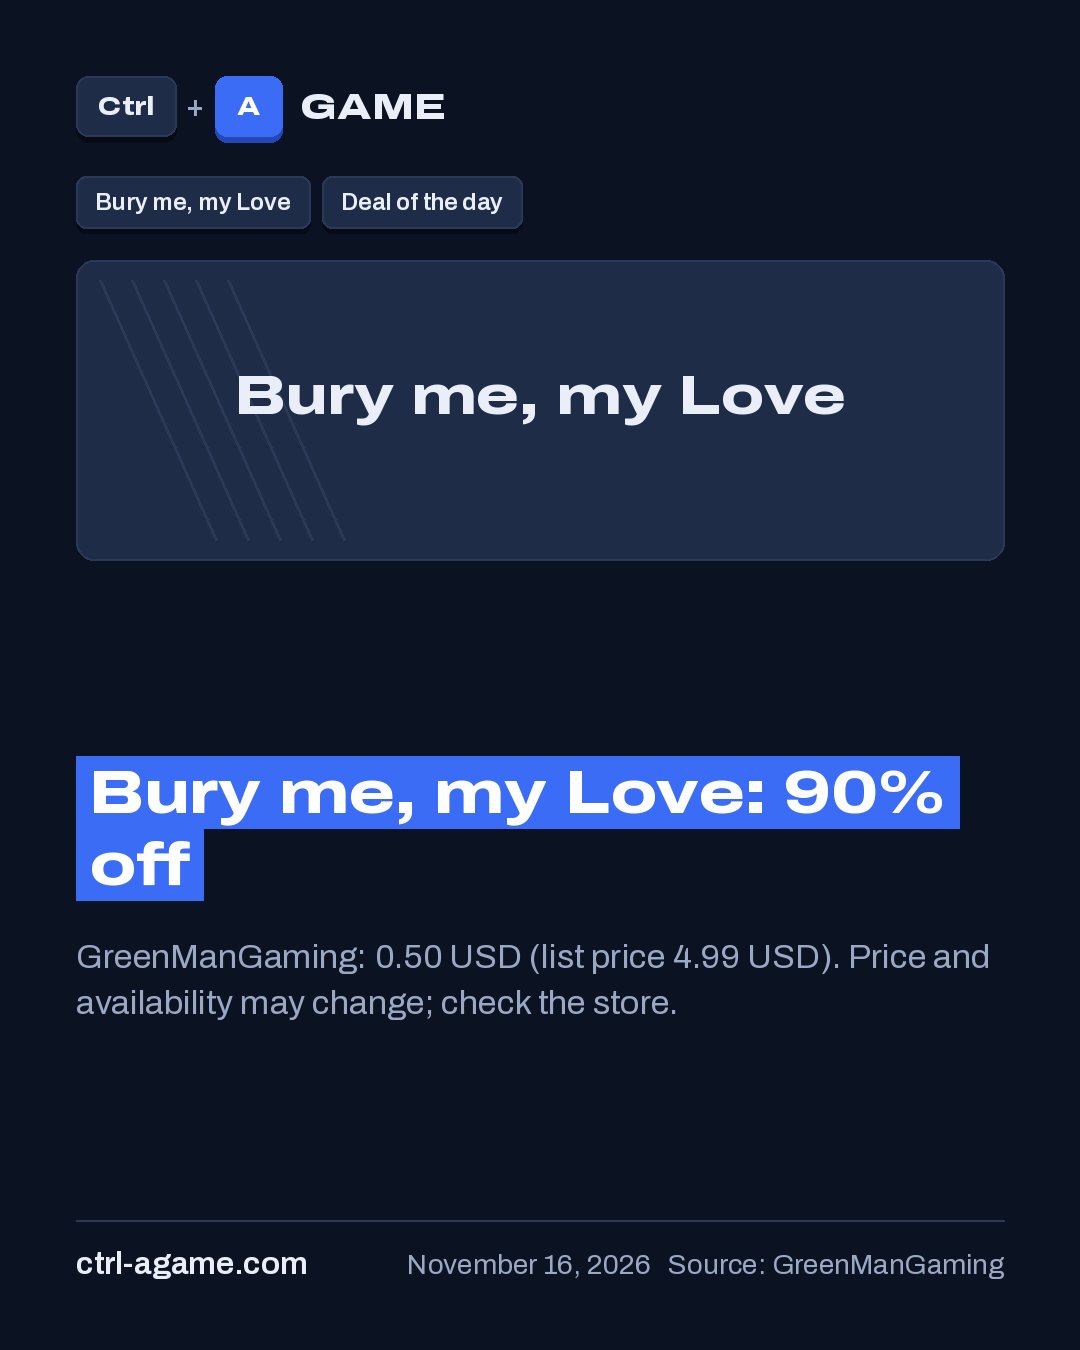 Ctrl + A GAME
Bury me, my Love Deal of the day
Bury me, my Love
Bury me, my Love: 90%
off
GreenManGaming: 0.50 USD (list price 4.99 USD). Price and
availability may change; check the store.
ctrl-agame.com November 16, 2026 Source: GreenManGaming